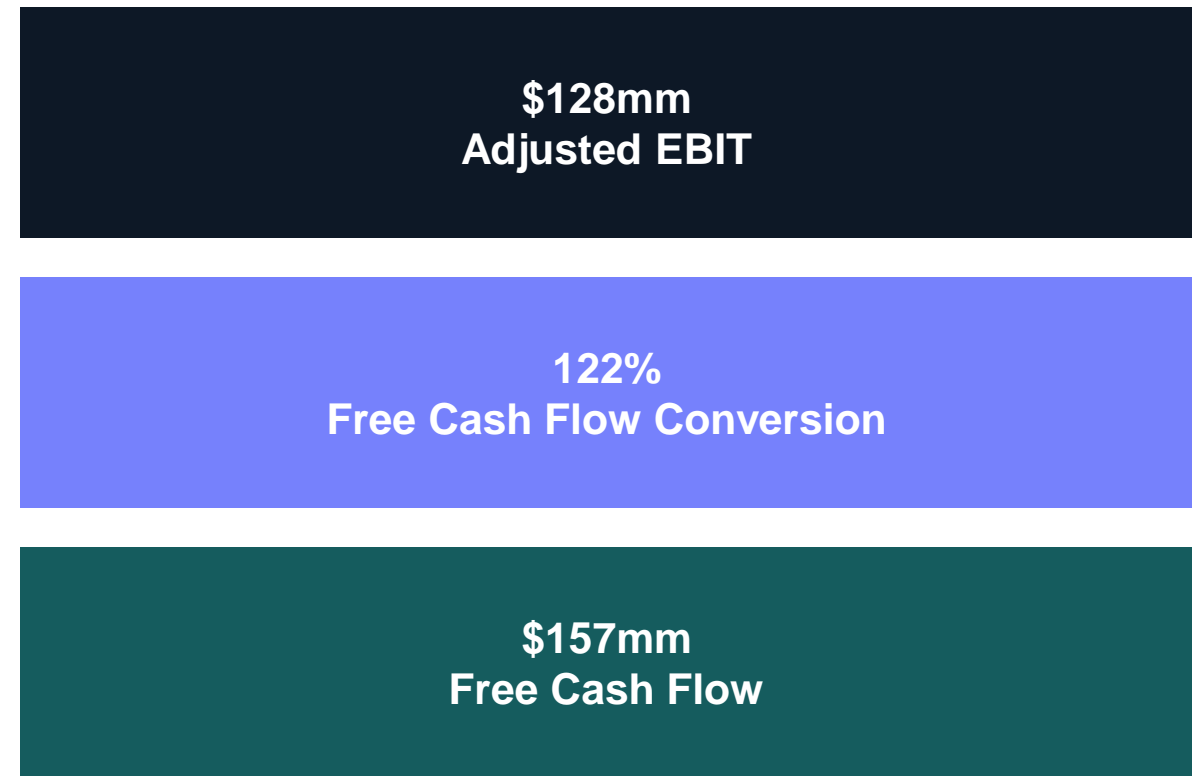 $128mm
Adjusted EBIT
122%
Free Cash Flow Conversion
$157mm
Free Cash Flow